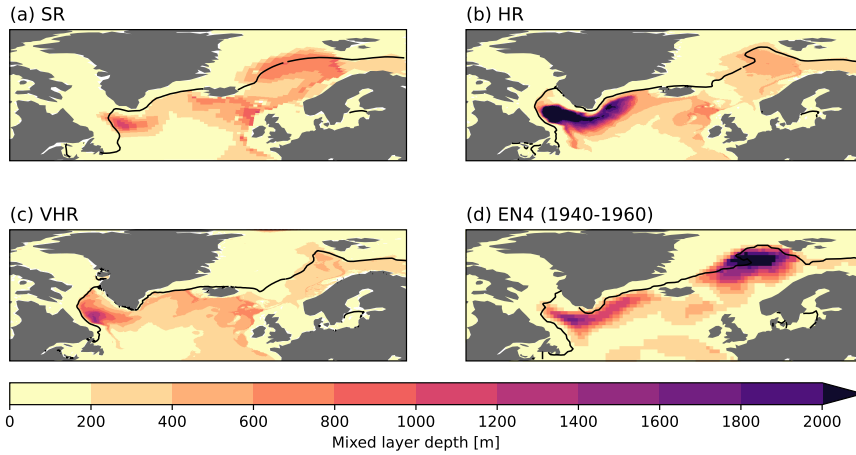 (a) SR
(b) HR
(c) VHR
(d) EN4 (1940-1960)
0 200 400 600 800 1000 1200 1400 1600 1800 2000
Mixed layer depth [m]